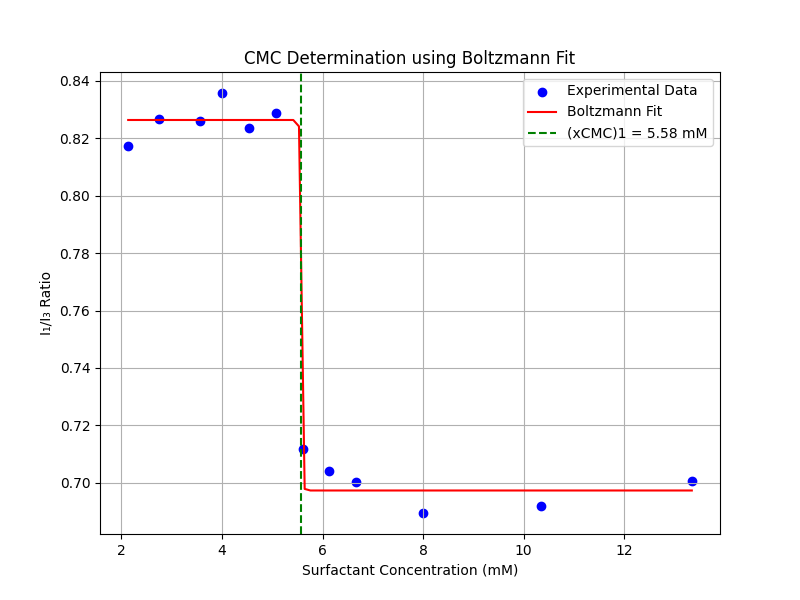 CMC Determination using Boltzmann Fit
Experimental Data
Boltzmann Fit
(xCMC)1 = 5.58 mM
I₁/I₃ Ratio
0.84
0.82
0.80
0.78
0.76
0.74
0.72
0.70
2 4 6 8 10 12
Surfactant Concentration (mM)